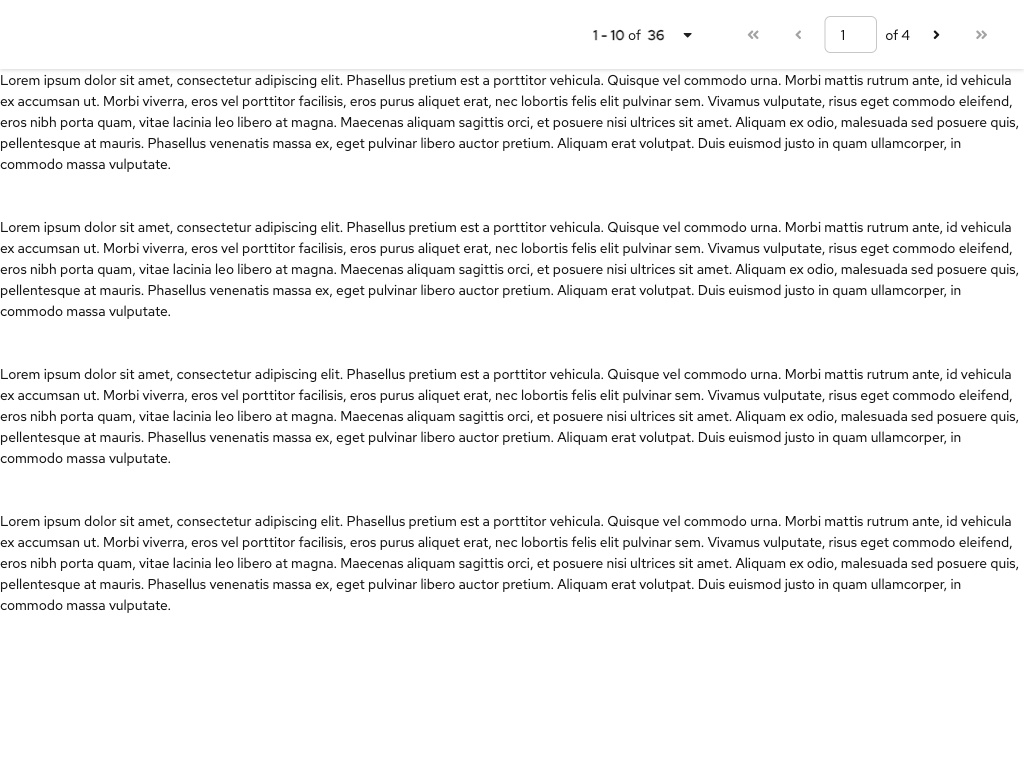 1 - 10 of 36 1 of 4
Lorem ipsum dolor sit amet, consectetur adipiscing elit. Phasellus pretium est a porttitor vehicula. Quisque vel commodo urna. Morbi mattis rutrum ante, id vehicula
ex accumsan ut. Morbi viverra, eros vel porttitor facilisis, eros purus aliquet erat, nec lobortis felis elit pulvinar sem. Vivamus vulputate, risus eget commodo eleifend,
eros nibh porta quam, vitae lacinia leo libero at magna. Maecenas aliquam sagittis orci, et posuere nisi ultrices sit amet. Aliquam ex odio, malesuada sed posuere quis,
pellentesque at mauris. Phasellus venenatis massa ex, eget pulvinar libero auctor pretium. Aliquam erat volutpat. Duis euismod justo in quam ullamcorper, in
commodo massa vulputate.
Lorem ipsum dolor sit amet, consectetur adipiscing elit. Phasellus pretium est a porttitor vehicula. Quisque vel commodo urna. Morbi mattis rutrum ante, id vehicula
ex accumsan ut. Morbi viverra, eros vel porttitor facilisis, eros purus aliquet erat, nec lobortis felis elit pulvinar sem. Vivamus vulputate, risus eget commodo eleifend,
eros nibh porta quam, vitae lacinia leo libero at magna. Maecenas aliquam sagittis orci, et posuere nisi ultrices sit amet. Aliquam ex odio, malesuada sed posuere quis,
pellentesque at mauris. Phasellus venenatis massa ex, eget pulvinar libero auctor pretium. Aliquam erat volutpat. Duis euismod justo in quam ullamcorper, in
commodo massa vulputate.
Lorem ipsum dolor sit amet, consectetur adipiscing elit. Phasellus pretium est a porttitor vehicula. Quisque vel commodo urna. Morbi mattis rutrum ante, id vehicula
ex accumsan ut. Morbi viverra, eros vel porttitor facilisis, eros purus aliquet erat, nec lobortis felis elit pulvinar sem. Vivamus vulputate, risus eget commodo eleifend,
eros nibh porta quam, vitae lacinia leo libero at magna. Maecenas aliquam sagittis orci, et posuere nisi ultrices sit amet. Aliquam ex odio, malesuada sed posuere quis,
pellentesque at mauris. Phasellus venenatis massa ex, eget pulvinar libero auctor pretium. Aliquam erat volutpat. Duis euismod justo in quam ullamcorper, in
commodo massa vulputate.
Lorem ipsum dolor sit amet, consectetur adipiscing elit. Phasellus pretium est a porttitor vehicula. Quisque vel commodo urna. Morbi mattis rutrum ante, id vehicula
ex accumsan ut. Morbi viverra, eros vel porttitor facilisis, eros purus aliquet erat, nec lobortis felis elit pulvinar sem. Vivamus vulputate, risus eget commodo eleifend,
eros nibh porta quam, vitae lacinia leo libero at magna. Maecenas aliquam sagittis orci, et posuere nisi ultrices sit amet. Aliquam ex odio, malesuada sed posuere quis,
pellentesque at mauris. Phasellus venenatis massa ex, eget pulvinar libero auctor pretium. Aliquam erat volutpat. Duis euismod justo in quam ullamcorper, in
commodo massa vulputate.